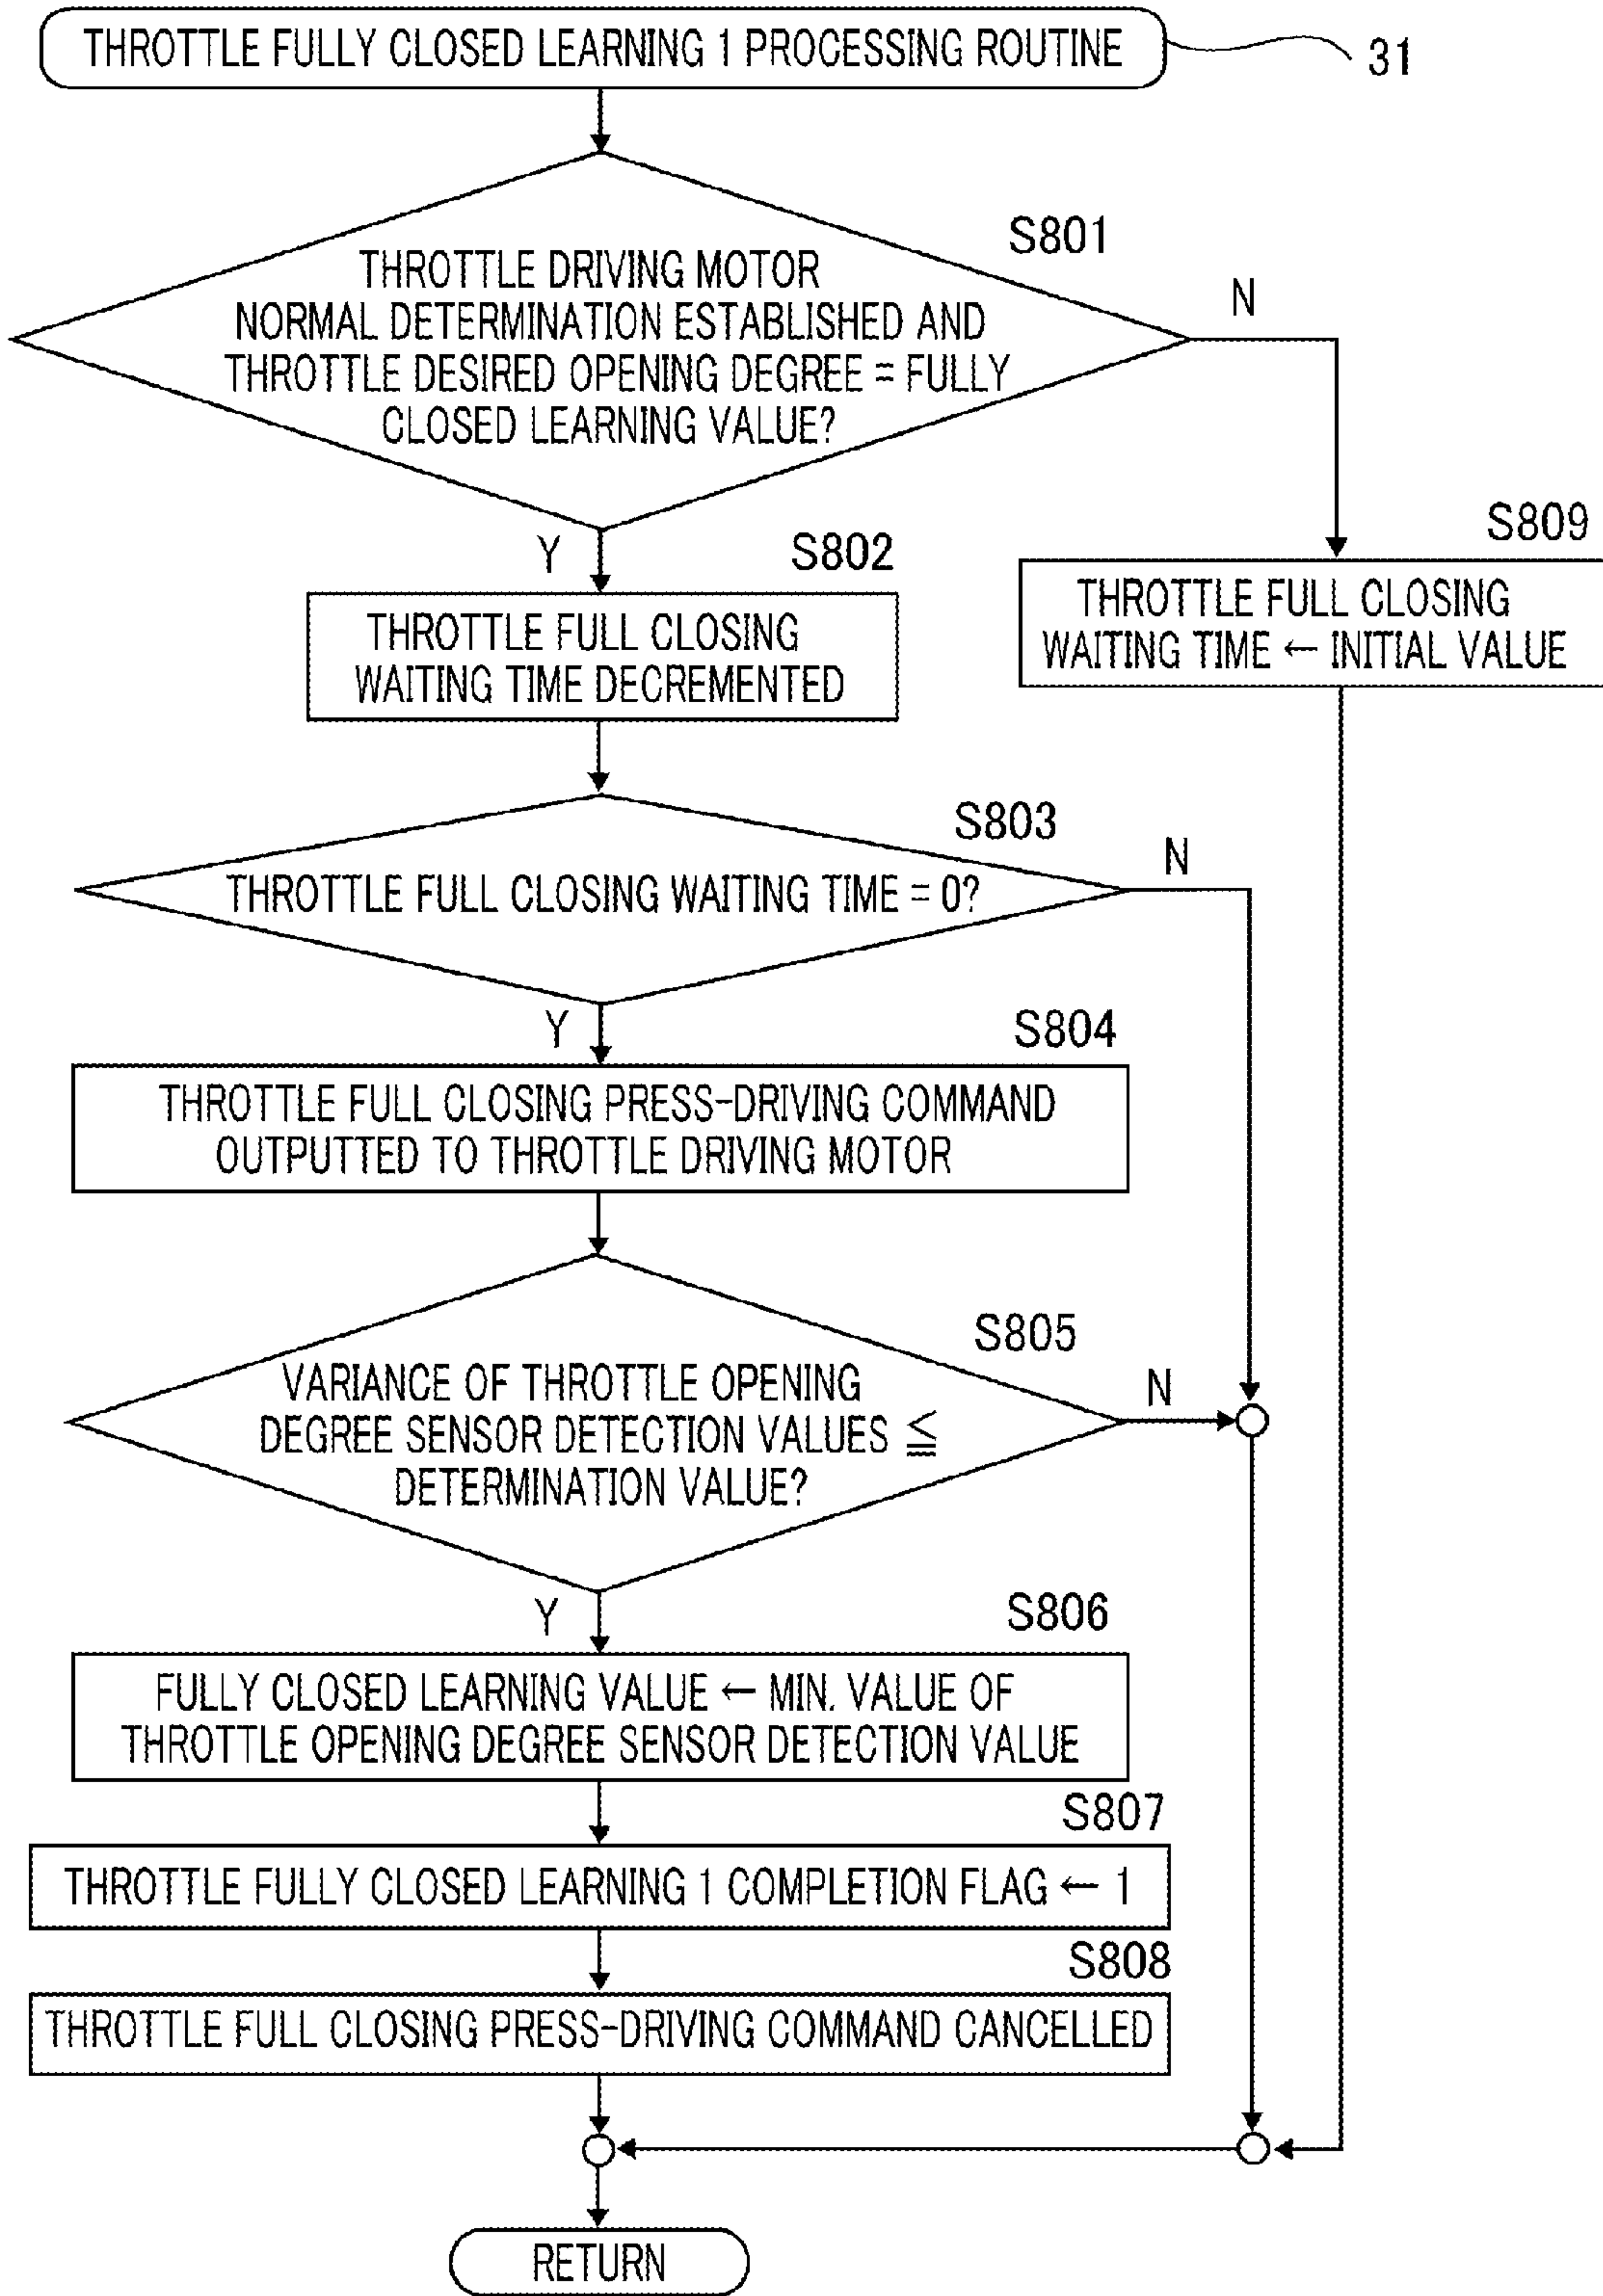 THROTTLE FULLY CLOSED LEARNING 1 PROCESSING ROUTINE
31
S801
THROTTLE DRIVING MOTOR
NORMAL DETERMINATION ESTABLISHED AND
THROTTLE DESIRED OPENING DEGREE = FULLY
CLOSED LEARNING VALUE?
N
Y
S802
THROTTLE FULL CLOSING
WAITING TIME DECREMENTED
S809
THROTTLE FULL CLOSING
WAITING TIME ← INITIAL VALUE
S803
THROTTLE FULL CLOSING WAITING TIME = 0?
N
Y
S804
THROTTLE FULL CLOSING PRESS-DRIVING COMMAND
OUTPUTTED TO THROTTLE DRIVING MOTOR
S805
VARIANCE OF THROTTLE OPENING
DEGREE SENSOR DETECTION VALUES ≦
DETERMINATION VALUE?
N
Y
S806
FULLY CLOSED LEARNING VALUE ← MIN. VALUE OF
THROTTLE OPENING DEGREE SENSOR DETECTION VALUE
S807
THROTTLE FULLY CLOSED LEARNING 1 COMPLETION FLAG ← 1
S808
THROTTLE FULL CLOSING PRESS-DRIVING COMMAND CANCELLED
RETURN